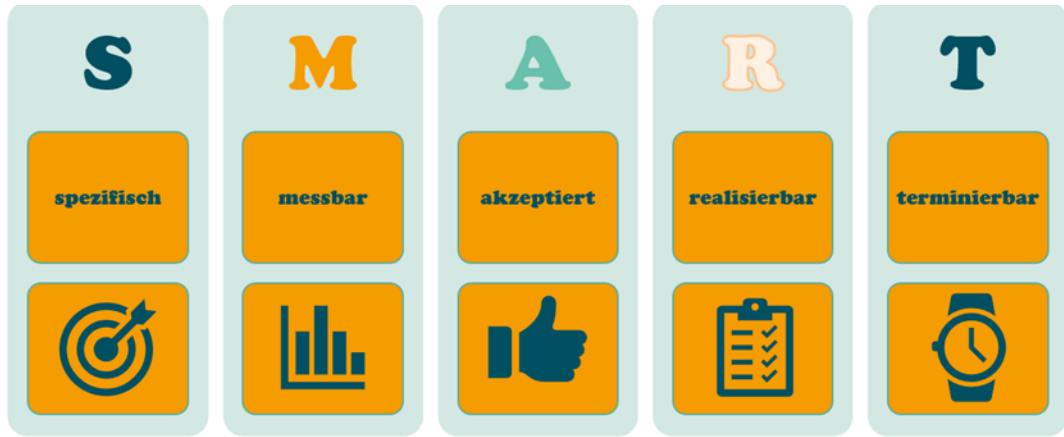 S
M
A
R
T
spezifisch
messbar
akzeptiert
realisierbar
terminierbar